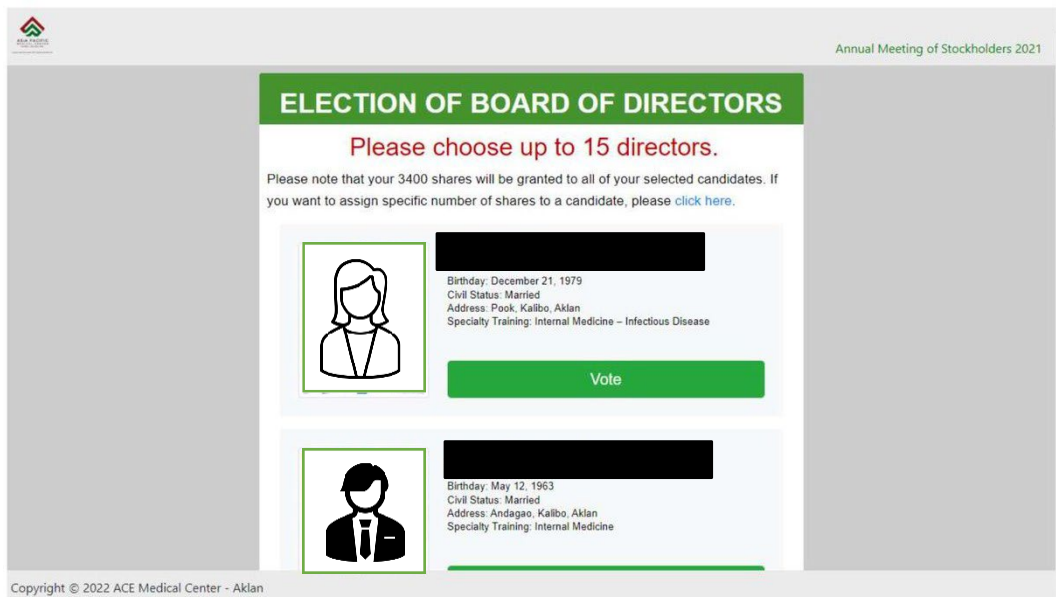 ASIA PACIFIC
Annual Meeting of Stockholders 2021
ELECTION OF BOARD OF DIRECTORS
Please choose up to 15 directors.
Please note that your 3400 shares will be granted to all of your selected candidates. If
you want to assign specific number of shares to a candidate, please click here.
Birthday: December 21, 1979
Civil Status: Married
Address: Pook, Kalibo, Aklan
Specialty Training: Internal Medicine – Infectious Disease
Vote
Birthday: May 12, 1963
Civil Status: Married
Address: Andagao, Kalibo, Aklan
Specialty Training: Internal Medicine
Copyright © 2022 ACE Medical Center - Aklan